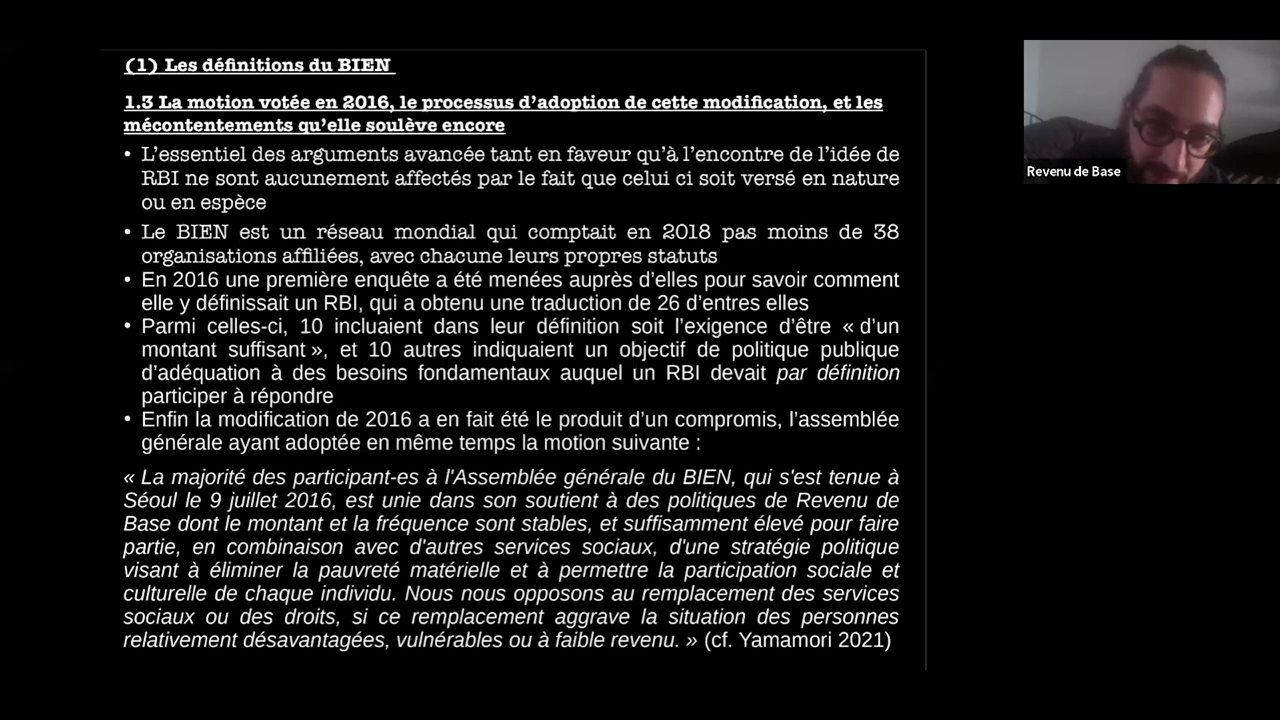 (1) Les définitions du BIEN
1.3 La motion votée en 2016, le processus d’adoption de cette modification, et les
mécontentements qu’elle soulève encore
• L’essentiel des arguments avancée tant en faveur qu’à l’encontre de l’idée de
RBI ne sont aucunement affectés par le fait que celui ci soit versé en nature
ou en espèce
• Le BIEN est un réseau mondial qui comptait en 2018 pas moins de 38
organisations affiliées, avec chacune leurs propres statuts
• En 2016 une première enquête a été menées auprès d’elles pour savoir comment
elle y définissait un RBI, qui a obtenu une traduction de 26 d’entres elles
• Parmi celles-ci, 10 incluaient dans leur définition soit l’exigence d’être « d’un
montant suffisant », et 10 autres indiquaient un objectif de politique publique
d’adéquation à des besoins fondamentaux auquel un RBI devait par définition
participer à répondre
• Enfin la modification de 2016 a en fait été le produit d’un compromis, l’assemblée
générale ayant adoptée en même temps la motion suivante :
« La majorité des participant-es à l'Assemblée générale du BIEN, qui s'est tenue à
Séoul le 9 juillet 2016, est unie dans son soutien à des politiques de Revenu de
Base dont le montant et la fréquence sont stables, et suffisamment élevé pour faire
partie, en combinaison avec d'autres services sociaux, d'une stratégie politique
visant à éliminer la pauvreté matérielle et à permettre la participation sociale et
culturelle de chaque individu. Nous nous opposons au remplacement des services
sociaux ou des droits, si ce remplacement aggrave la situation des personnes
relativement désavantagées, vulnérables ou à faible revenu. » (cf. Yamamori 2021)
Revenu de Base